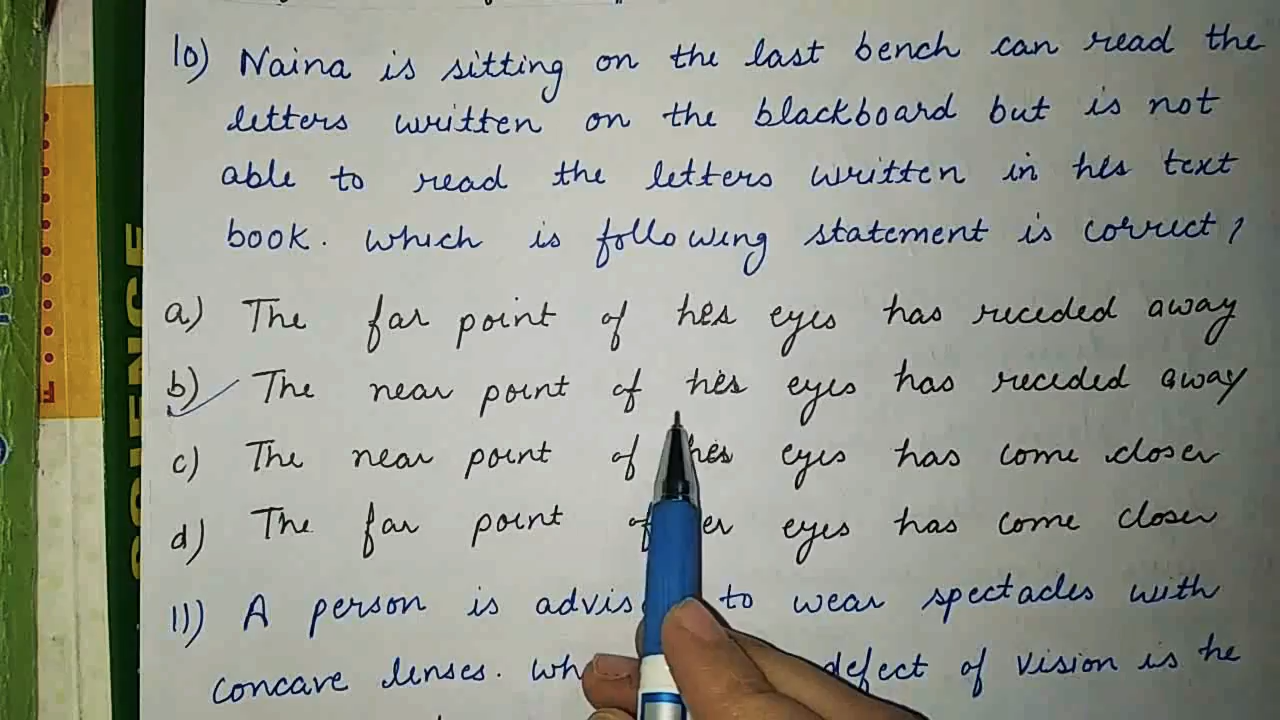 10) Naina is sitting on the last bench can read the
letters written on the blackboard but is not
able to read the letters written in his text
book. Which is following statement is correct?
a) The far point of his eyes has receded away
b) The near point of his eyes has receded away
c) The near point of his eyes has come closer
d) The far point of er eyes has come closer
11) A person is advis to wear spectacles with
concave lenses. Wh defect of vision is he
SCIENCE